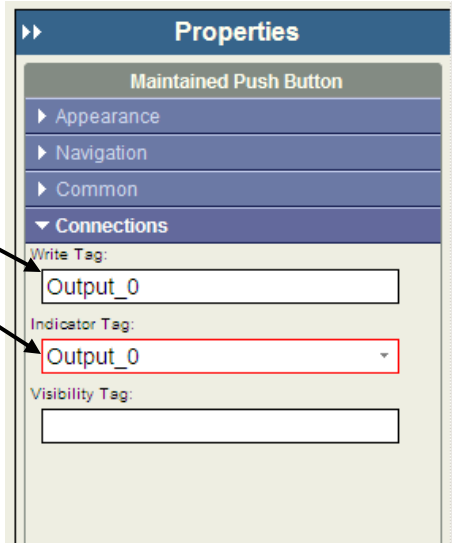 Properties
Maintained Push Button
Appearance
Navigation
Common
Connections
Write Tag:
Output_0
Indicator Tag:
Output_0
Visibility Tag: